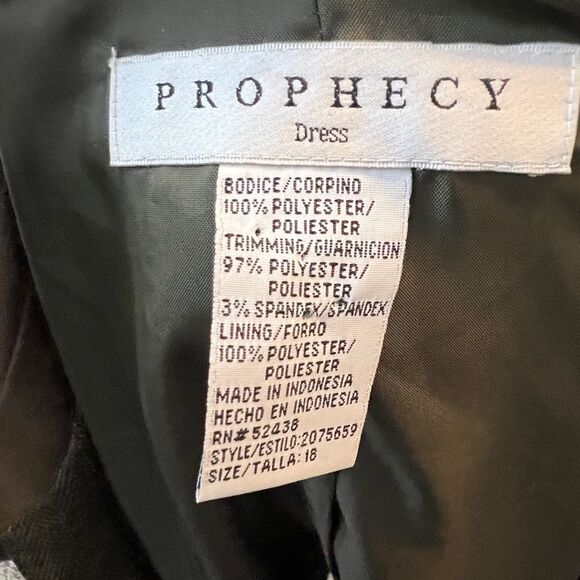 PROPHECY
Dress
BODICE/CORPINO
100% POLYESTER/
POLIESTER
TRIMMING/GUARNICION
97% POLYESTER/
POLIESTER
3% SPANDEX/SPANDEX
LINING/FORRO
100% POLYESTER/
POLIESTER
MADE IN INDONESIA
HECHO EN INDONESIA
RN# 52438
STYLE/ESTILO:2075659
SIZE/TALLA:18